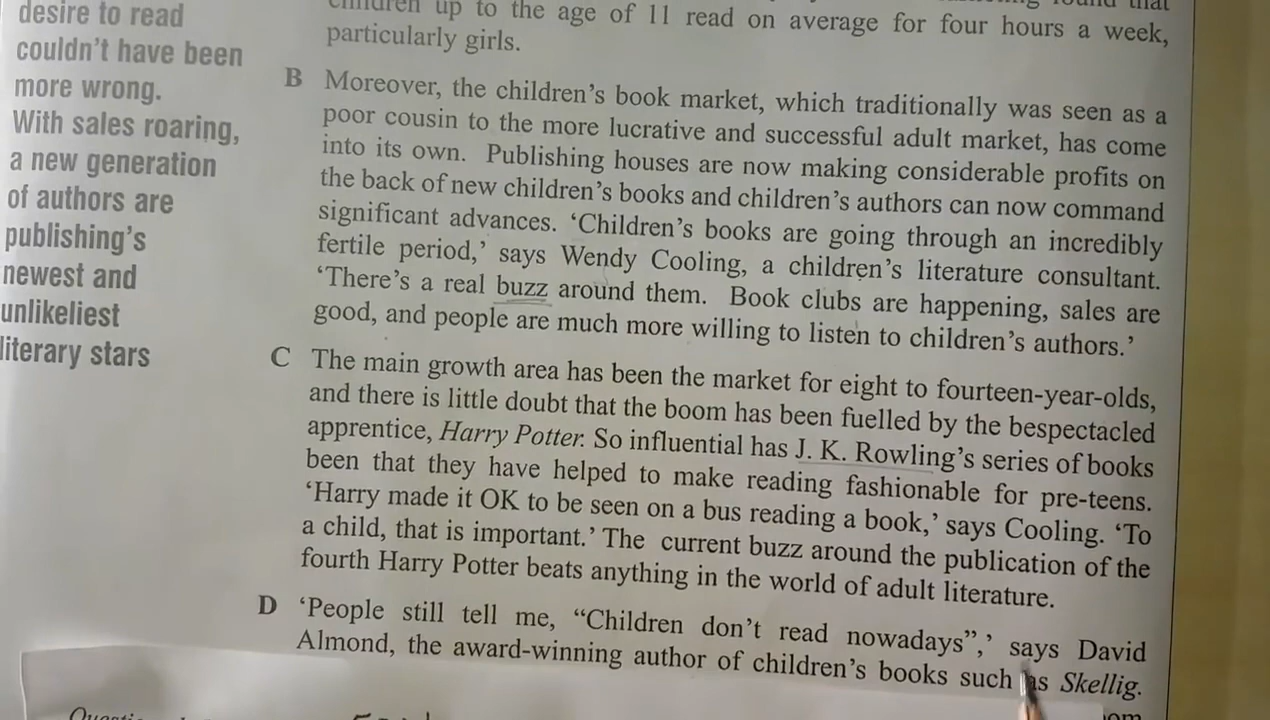 desire to read
couldn't have been
more wrong.
With sales roaring,
a new generation
of authors are
publishing's
newest and
unlikeliest
literary stars
children up to the age of 11 read on average for four hours a week,
particularly girls.
B Moreover, the children's book market, which traditionally was seen as a
poor cousin to the more lucrative and successful adult market, has come
into its own. Publishing houses are now making considerable profits on
the back of new children's books and children's authors can now command
significant advances. 'Children's books are going through an incredibly
fertile period,' says Wendy Cooling, a children's literature consultant.
'There's a real buzz around them. Book clubs are happening, sales are
good, and people are much more willing to listen to children's authors.'
C The main growth area has been the market for eight to fourteen-year-olds,
and there is little doubt that the boom has been fuelled by the bespectacled
apprentice, Harry Potter. So influential has J. K. Rowling's series of books
been that they have helped to make reading fashionable for pre-teens.
'Harry made it OK to be seen on a bus reading a book,' says Cooling. 'To
a child, that is important.' The current buzz around the publication of the
fourth Harry Potter beats anything in the world of adult literature.
D 'People still tell me, "Children don't read nowadays",' says David
Almond, the award-winning author of children's books such as Skellig.